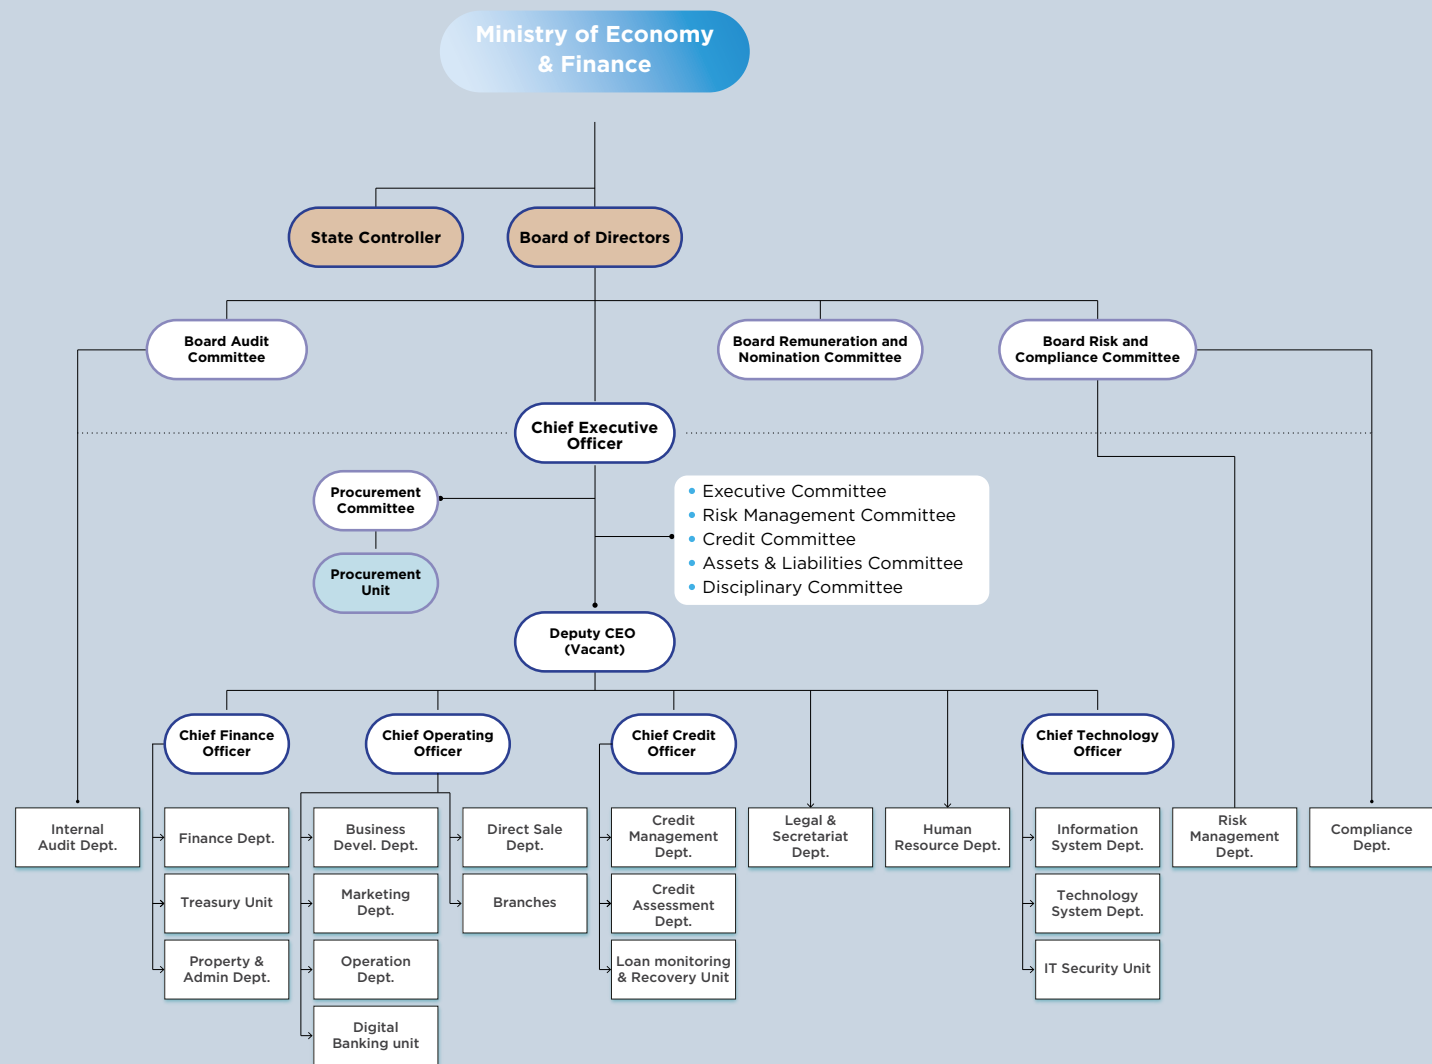 Ministry of Economy
& Finance
State Controller
Board of Directors
Board Audit
Committee
Board Remuneration and
Nomination Committee
Board Risk and
Compliance Committee
Chief Executive
Officer
Procurement
Committee
Procurement
Unit
Executive Committee
Risk Management Committee
Credit Committee
Assets & Liabilities Committee
Disciplinary Committee
Deputy CEO
(Vacant)
Chief Finance
Officer
Chief Operating
Officer
Chief Credit
Officer
Chief Technology
Officer
Internal
Audit Dept.
Finance Dept.
Treasury Unit
Property &
Admin Dept.
Business
Devel. Dept.
Marketing
Dept.
Operation
Dept.
Digital
Banking unit
Direct Sale
Dept.
Branches
Credit
Management
Dept.
Credit
Assessment
Dept.
Loan monitoring
& Recovery Unit
Legal &
Secretariat
Dept.
Human
Resource Dept.
Information
System Dept.
Technology
System Dept.
IT Security Unit
Risk
Management
Dept.
Compliance
Dept.